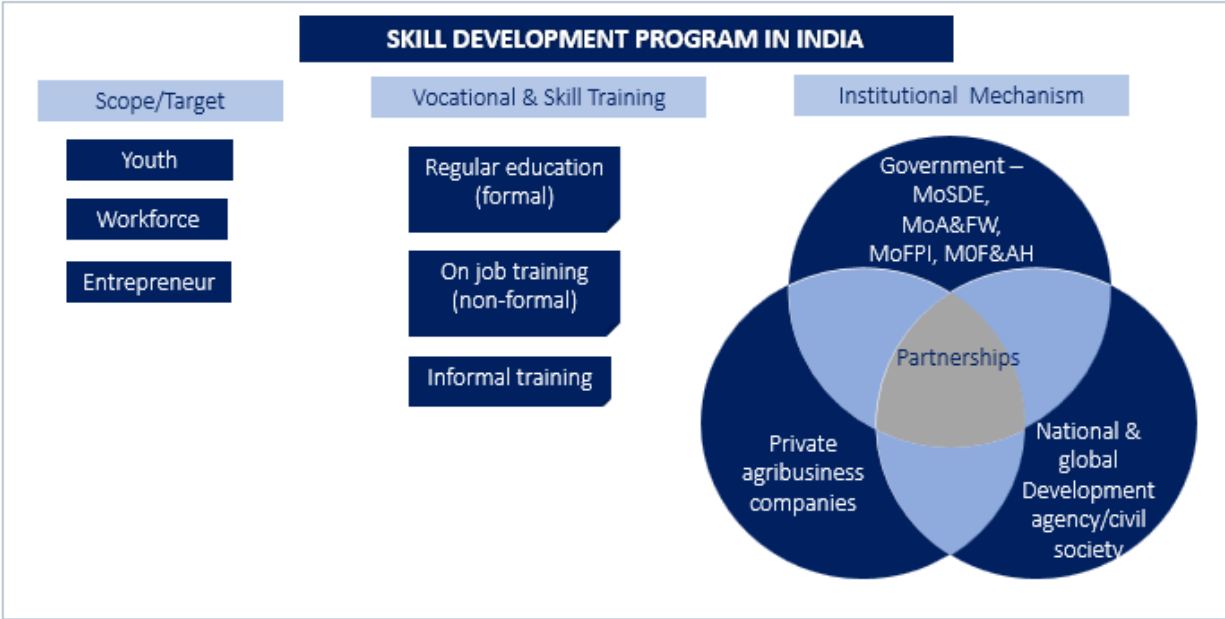 SKILL DEVELOPMENT PROGRAM IN INDIA
Scope/Target
Youth
Workforce
Entrepreneur
Vocational & Skill Training
Regular education
(formal)
On job training
(non-formal)
Informal training
Institutional Mechanism
Government –
MoSDE,
MoA&FW,
MoFPI, M0F&AH
Partnerships
Private
agribusiness
companies
National &
global
Development
agency/civil
society